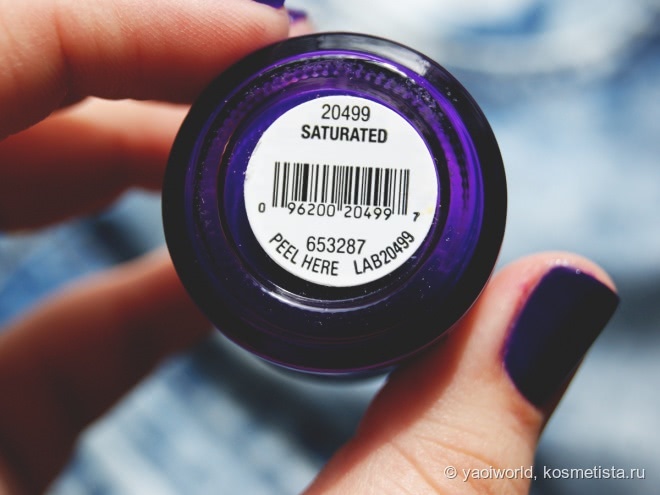 20499
SATURATED
0 96200 20499 7
653287
PEEL HERE LAB20499
© yaoiworld, kosmetista.ru